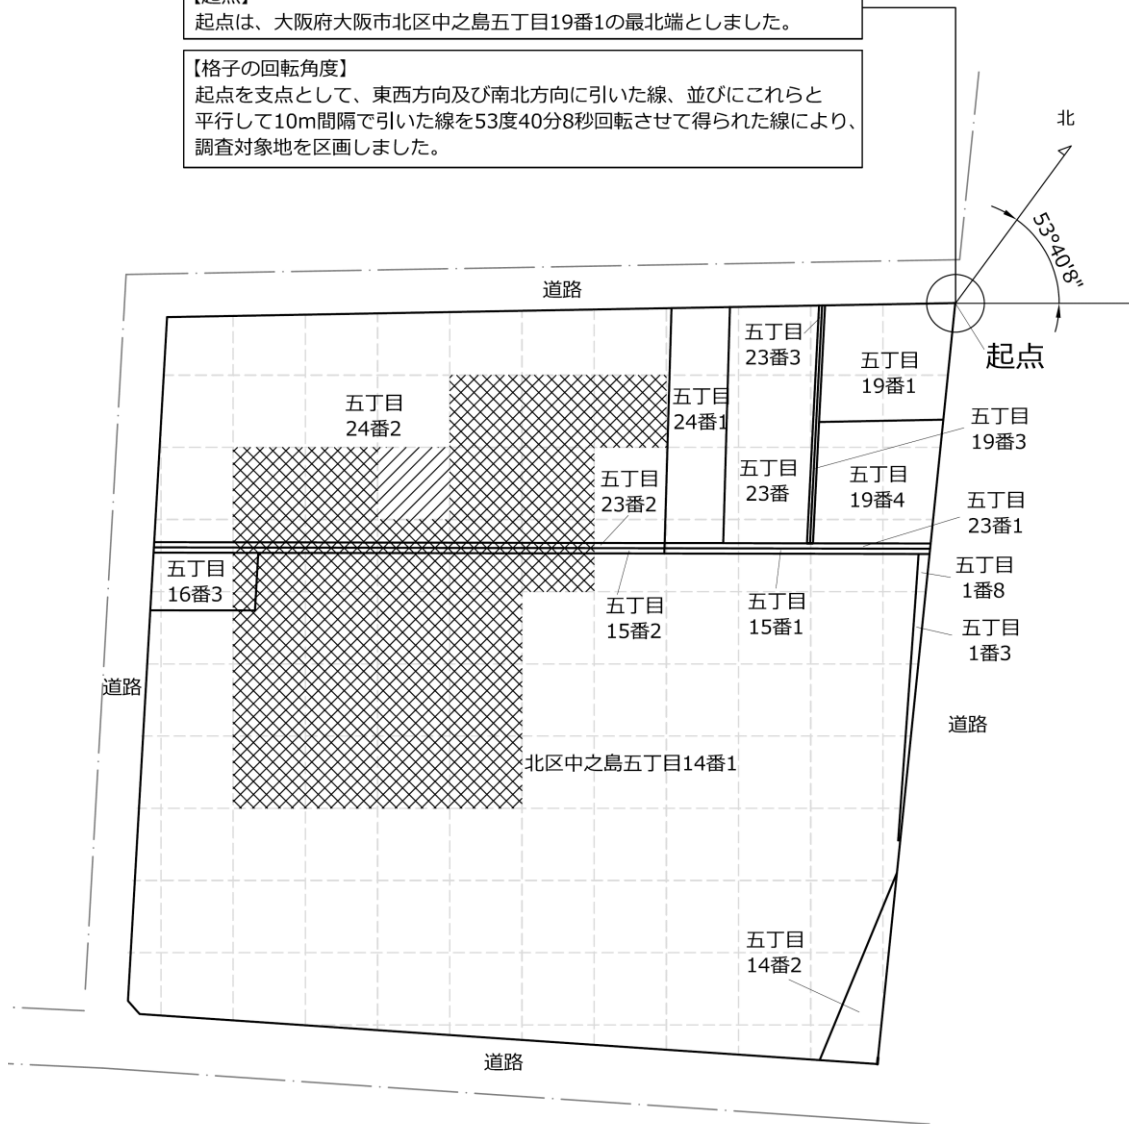 【起点】
起点は、大阪府大阪市北区中之島五丁目19番1の最北端としました。
【格子の回転角度】
起点を支点として、東西方向及び南北方向に引いた線、並びにこれらと
平行して10m間隔で引いた線を53度40分8秒回転させて得られた線により、
調査対象地を区画しました。
北
53°40'8"
道路
起点
五丁目
23番3
五丁目
19番1
五丁目
24番2
五丁目
24番1
五丁目
19番3
五丁目
23番2
五丁目
23番
五丁目
19番4
五丁目
23番1
五丁目
16番3
五丁目
15番2
五丁目
15番1
五丁目
1番8
五丁目
1番3
道路
道路
北区中之島五丁目14番1
五丁目
14番2
道路